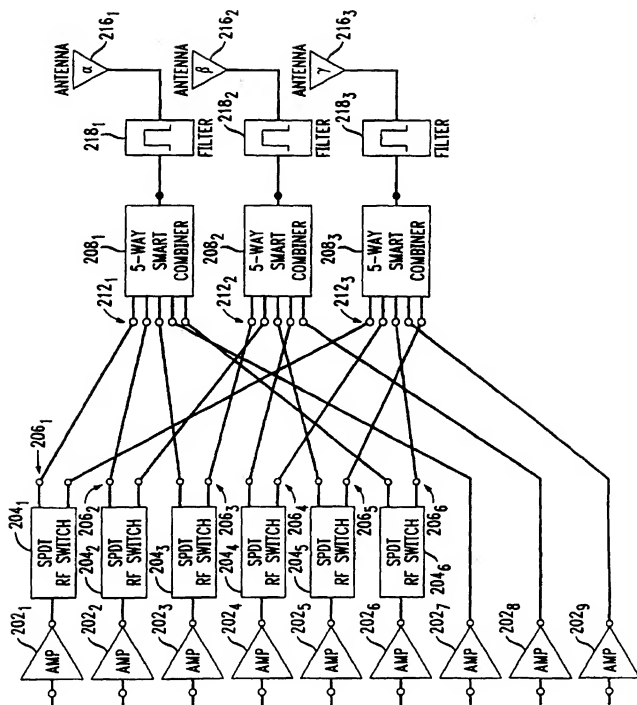 ANTENNA
α
216₁
ANTENNA
β
216₂
ANTENNA
γ
216₃
218₁
FILTER
218₂
FILTER
218₃
FILTER
208₁
5-WAY
SMART
COMBINER
208₂
5-WAY
SMART
COMBINER
208₃
5-WAY
SMART
COMBINER
212₁
212₂
212₃
206₁
206₂
206₃
206₄
206₅
206₆
204₁
SPDT
RF SWITCH
204₂
SPDT
RF SWITCH
204₃
SPDT
RF SWITCH
204₄
SPDT
RF SWITCH
204₅
SPDT
RF SWITCH
SPDT
RF SWITCH
204₆
202₁
AMP
202₂
AMP
202₃
AMP
202₄
AMP
202₅
AMP
202₆
AMP
202₇
AMP
202₈
AMP
202₉
AMP